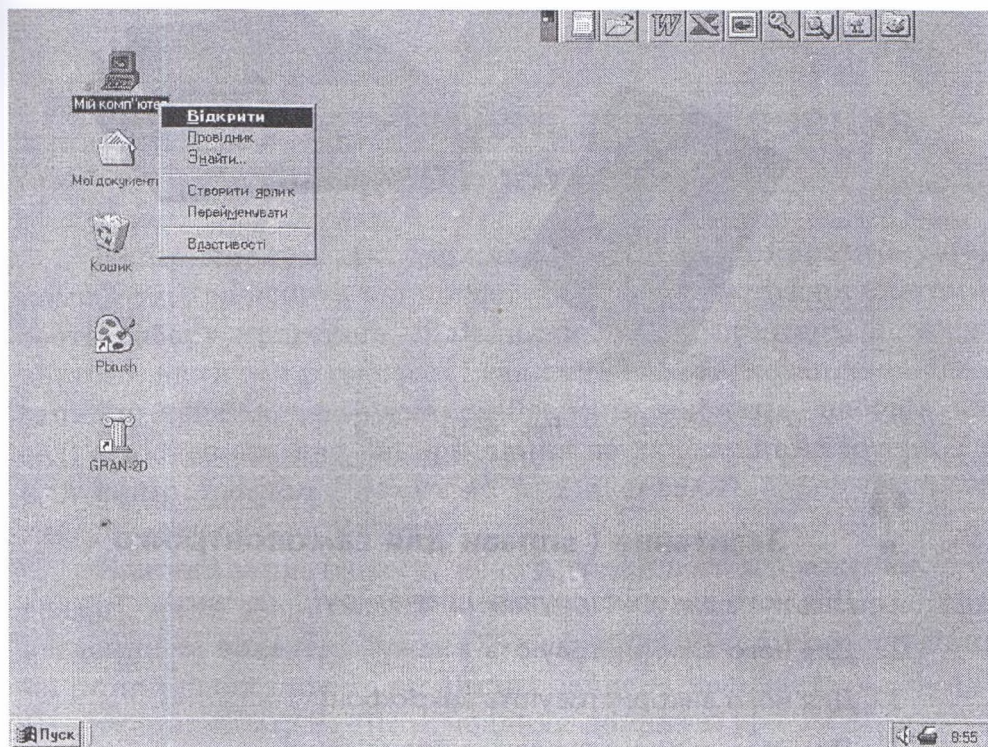 Мій комп'ютер
Відкрити
Провідник
Знайти...
Створити ярлик
Перейменувати
Властивості
Мої документи
Кошик
Pbrush
GRAN-2D
Пуск
8:55